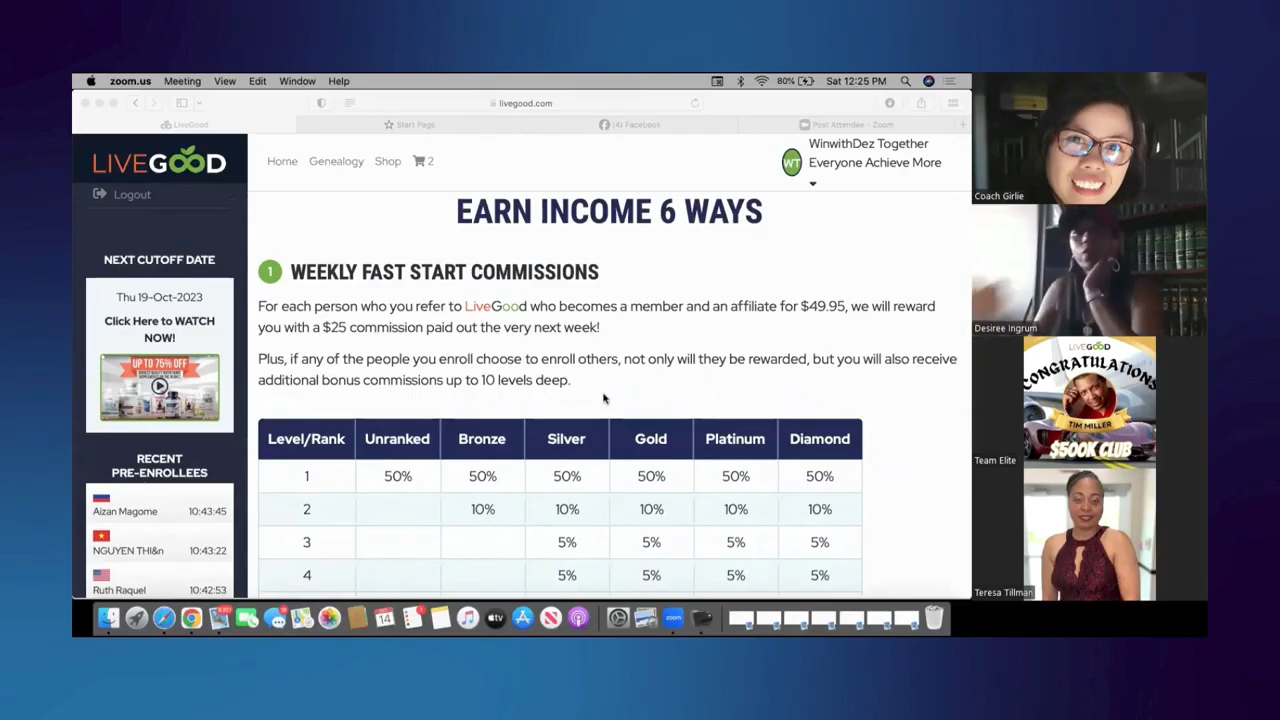 zoom.us Meeting View Edit Window Help
80% Sat 12:25 PM
livegood.com
LiveGood
Start Page
Facebook
Post Attendee - Zoom
LIVEGOOD
Logout
Home Genealogy Shop 2
WT
WinwithDez Together
Everyone Achieve More
NEXT CUTOFF DATE
Thu 19-Oct-2023
Click Here to WATCH
NOW!
UP TO 75% OFF
RECENT
PRE-ENROLLEES
Aizan Magome 10:43:45
NGUYEN THI&n 10:43:22
Ruth Raquel 10:42:53
EARN INCOME 6 WAYS
1 WEEKLY FAST START COMMISSIONS
For each person who you refer to LiveGood who becomes a member and an affiliate for $49.95, we will reward
you with a $25 commission paid out the very next week!
Plus, if any of the people you enroll choose to enroll others, not only will they be rewarded, but you will also receive
additional bonus commissions up to 10 levels deep.
Level/Rank Unranked Bronze Silver Gold Platinum Diamond
1 50% 50% 50% 50% 50% 50%
2 10% 10% 10% 10% 10%
3 5% 5% 5% 5%
4 5% 5% 5% 5%
Coach Girlie
Desiree Ingrum
LIVEGOOD
CONGRATULATIONS
TIM MILLER
$500K CLUB
Team Elite
Teresa Tillman
14
tv
zoom